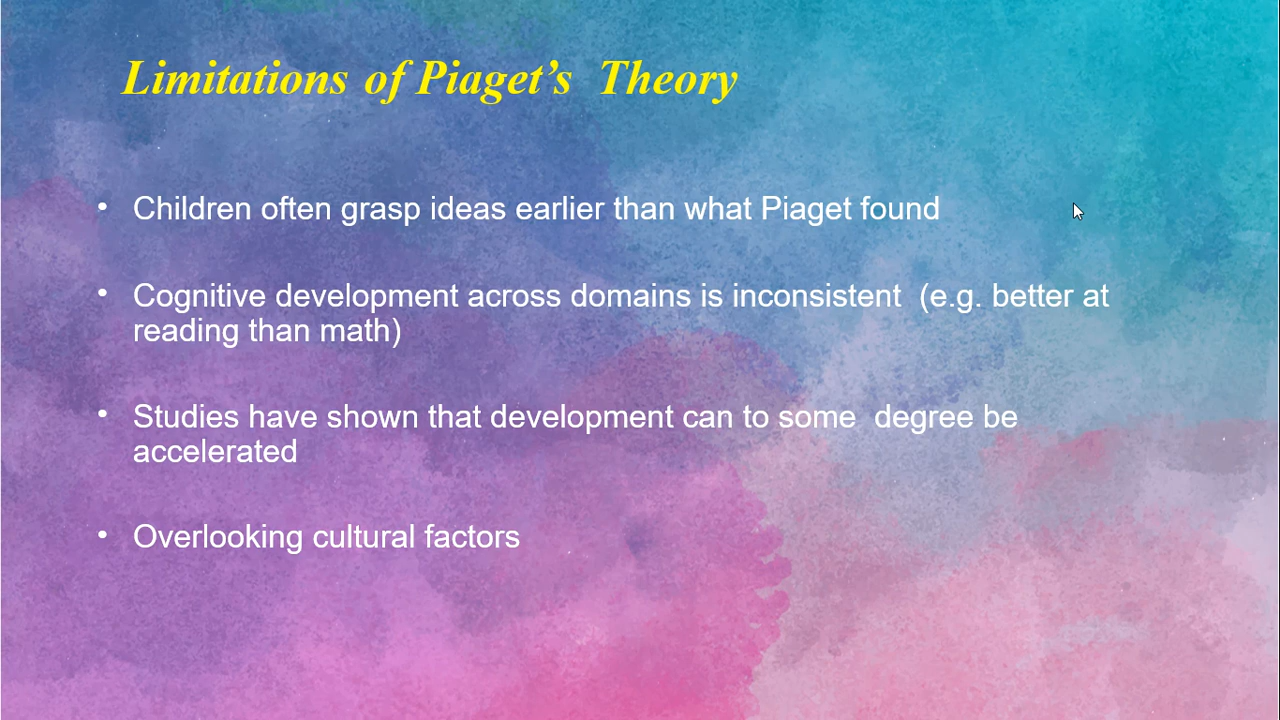 Limitations of Piaget’s  Theory
• Children often grasp ideas earlier than what Piaget found
• Cognitive development across domains is inconsistent  (e.g. better at
reading than math)
• Studies have shown that development can to some  degree be
accelerated
• Overlooking cultural factors